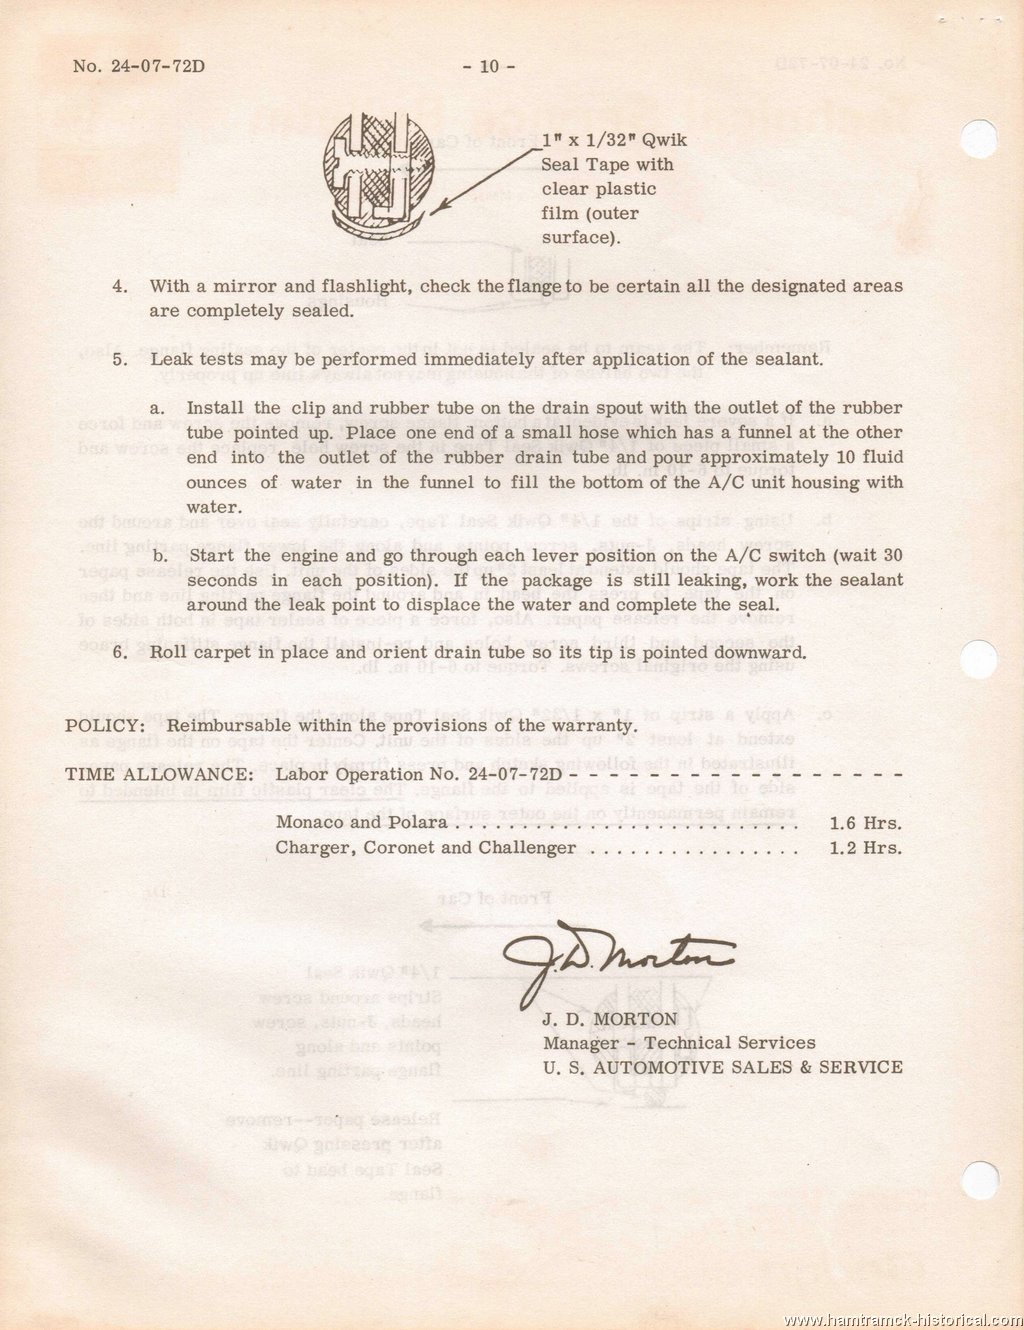 No. 24-07-72D
- 10 -
1" x 1/32" Qwik
Seal Tape with
clear plastic
film (outer
surface).
4. With a mirror and flashlight, check the flange to be certain all the designated areas
are completely sealed.
5. Leak tests may be performed immediately after application of the sealant.
a. Install the clip and rubber tube on the drain spout with the outlet of the rubber
tube pointed up. Place one end of a small hose which has a funnel at the other
end into the outlet of the rubber drain tube and pour approximately 10 fluid
ounces of water in the funnel to fill the bottom of the A/C unit housing with
water.
b. Start the engine and go through each lever position on the A/C switch (wait 30
seconds in each position). If the package is still leaking, work the sealant
around the leak point to displace the water and complete the seal.
6. Roll carpet in place and orient drain tube so its tip is pointed downward.
POLICY: Reimbursable within the provisions of the warranty.
TIME ALLOWANCE: Labor Operation No. 24-07-72D - - - - - - - - - - - - - - - - -
Monaco and Polara . . . . . . . . . . . . . . . . . . . . . . . . . . 1.6 Hrs.
Charger, Coronet and Challenger . . . . . . . . . . . . . . . . 1.2 Hrs.
J. D. Morton
J. D. MORTON
Manager - Technical Services
U. S. AUTOMOTIVE SALES & SERVICE
www.hamtramck-historical.com